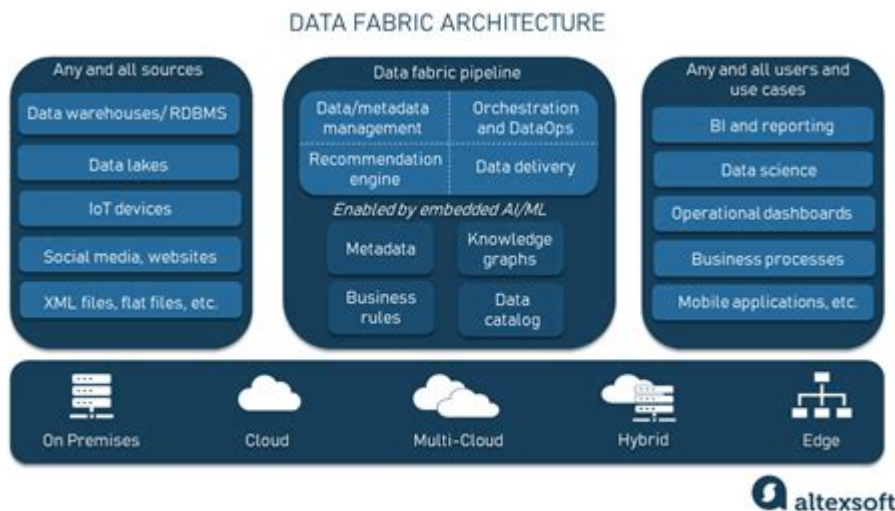 DATA FABRIC ARCHITECTURE
Any and all sources
Data warehouses/ RDBMS
Data lakes
IoT devices
Social media, websites
XML files, flat files, etc.
Data fabric pipeline
Data/metadata
management
Orchestration
and DataOps
Recommendation
engine
Data delivery
Enabled by embedded AI/ML
Metadata
Knowledge
graphs
Business
rules
Data
catalog
Any and all users and
use cases
BI and reporting
Data science
Operational dashboards
Business processes
Mobile applications, etc.
On Premises
Cloud
Multi-Cloud
Hybrid
Edge
altexsoft